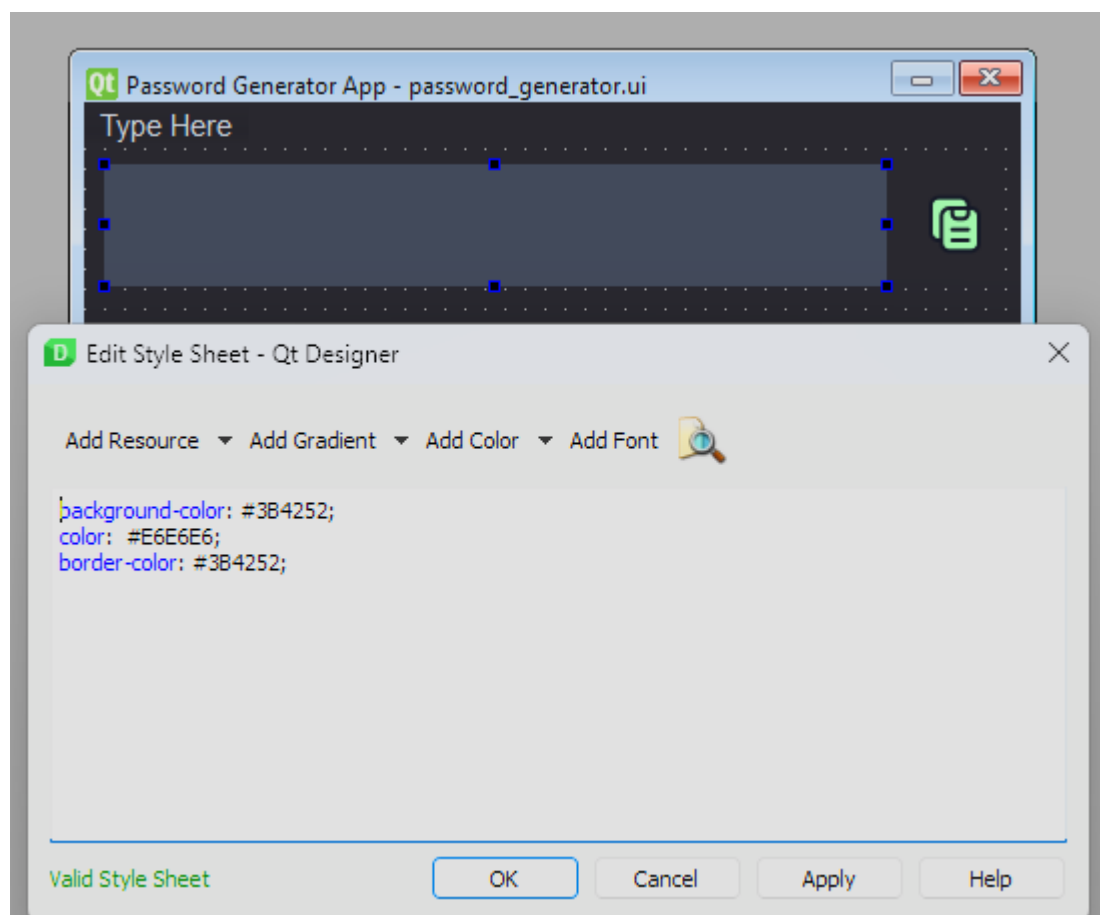 Qt Password Generator App - password_generator.ui
Type Here
D Edit Style Sheet - Qt Designer
Add Resource Add Gradient Add Color Add Font
background-color: #3B4252;
color: #E6E6E6;
border-color: #3B4252;
Valid Style Sheet OK Cancel Apply Help